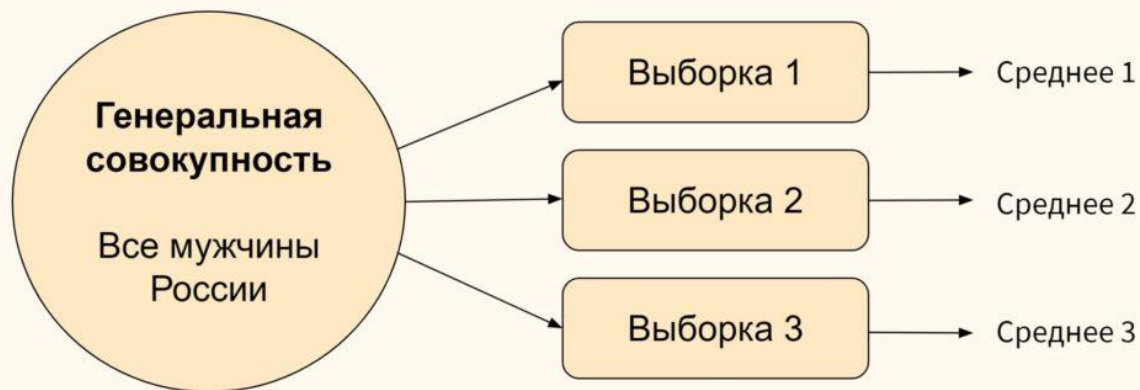 Генеральная
совокупность
Все мужчины
России
Выборка 1
Среднее 1
Выборка 2
Среднее 2
Выборка 3
Среднее 3